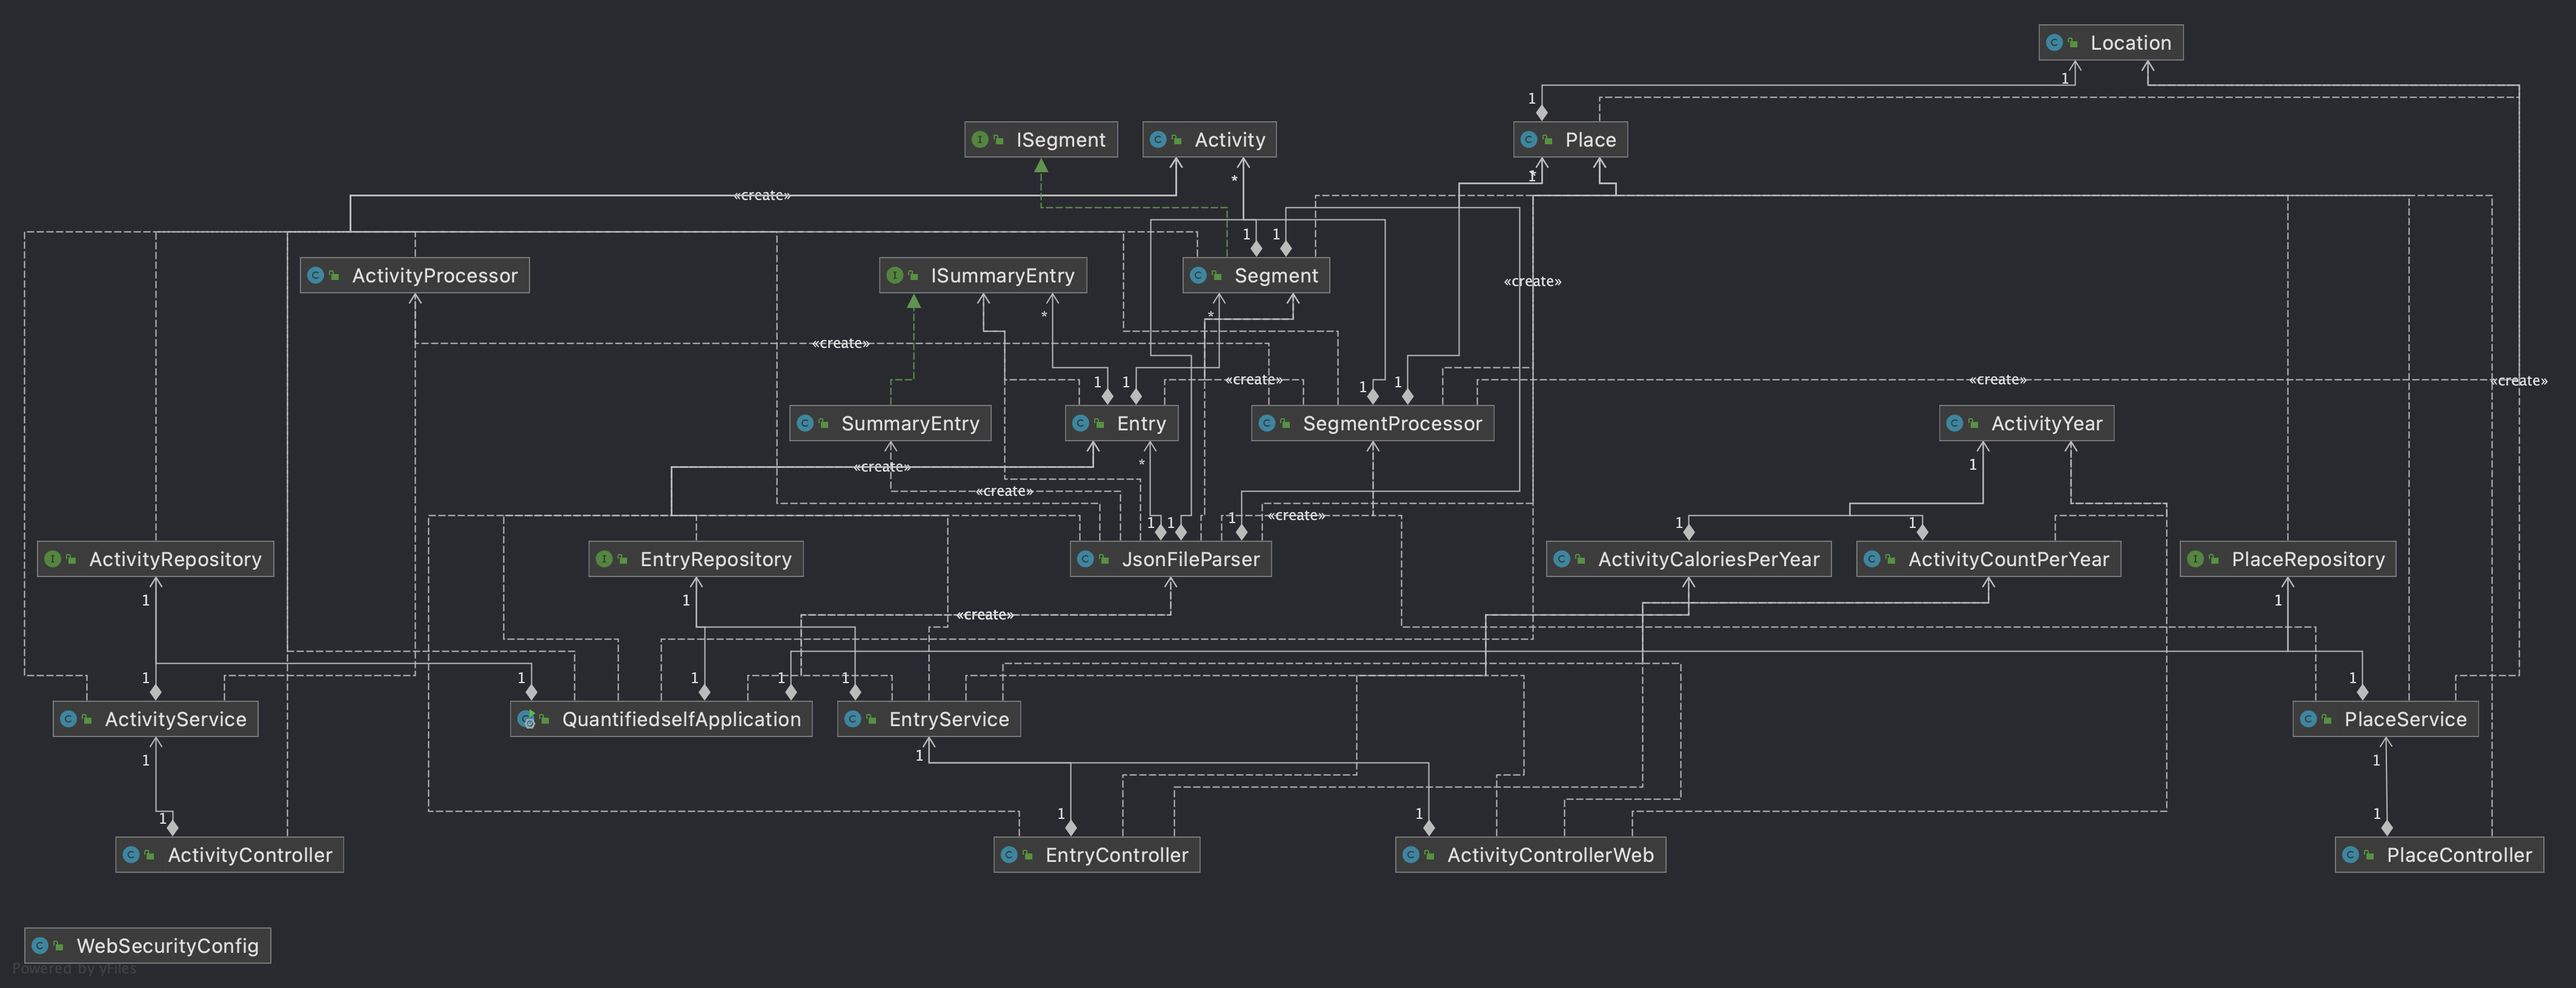 Location
1
1
ISegment
Activity
Place
*
1
*
«create»
1
1
ActivityProcessor
ISummaryEntry
Segment
«create»
*
*
«create»
1
1
«create»
1
1
«create»
«create»
SummaryEntry
Entry
SegmentProcessor
ActivityYear
«create»
*
1
«create»
1
1
1
«create»
1
1
ActivityRepository
EntryRepository
JsonFileParser
ActivityCaloriesPerYear
ActivityCountPerYear
PlaceRepository
1
1
«create»
1
1
1
1
1
1
1
ActivityService
QuantifiedselfApplication
EntryService
PlaceService
1
1
1
1
1
1
1
ActivityController
EntryController
ActivityControllerWeb
PlaceController
WebSecurityConfig
Powered by yFiles